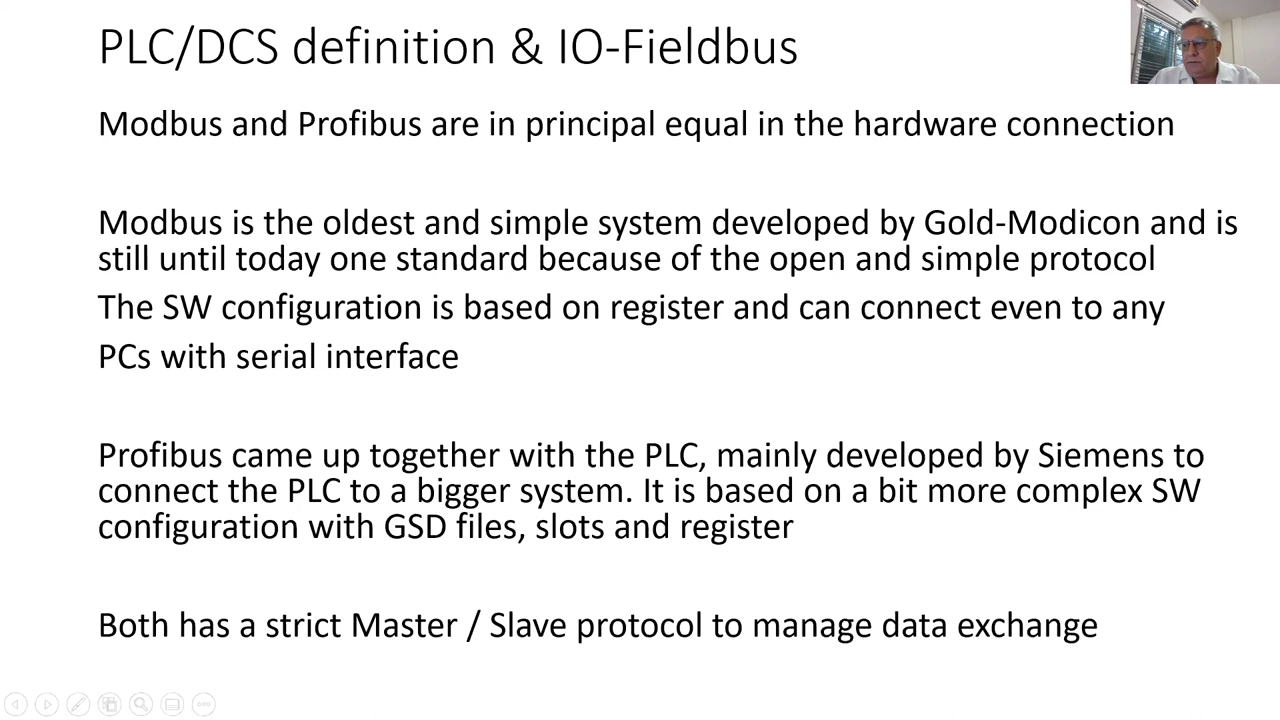 PLC/DCS definition & IO-Fieldbus
Modbus and Profibus are in principal equal in the hardware connection
Modbus is the oldest and simple system developed by Gold-Modicon and is
still until today one standard because of the open and simple protocol
The SW configuration is based on register and can connect even to any
PCs with serial interface
Profibus came up together with the PLC, mainly developed by Siemens to
connect the PLC to a bigger system. It is based on a bit more complex SW
configuration with GSD files, slots and register
Both has a strict Master / Slave protocol to manage data exchange